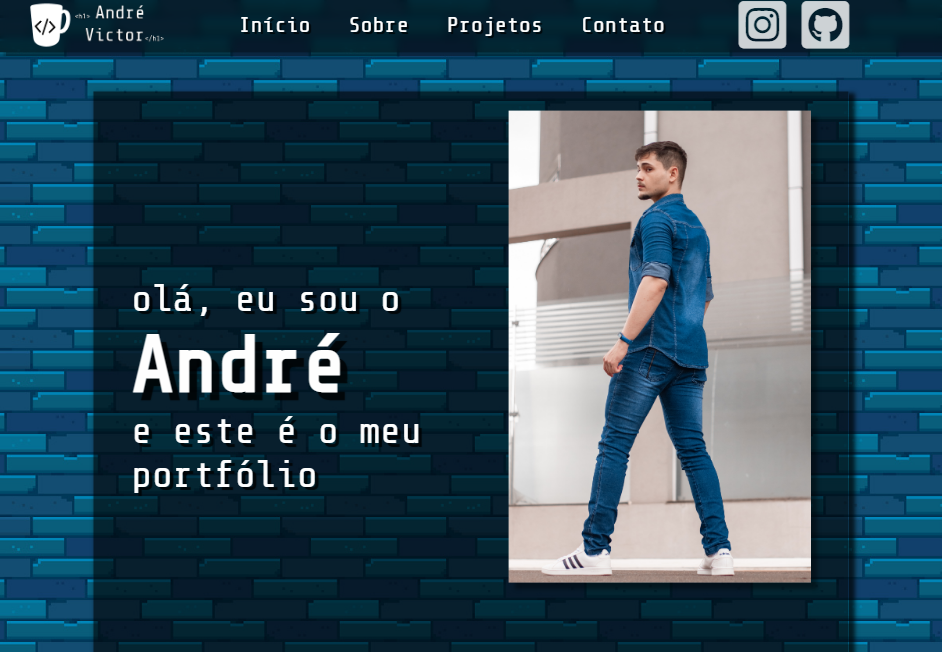 </> <h1> André
Victor</h1>
Início Sobre Projetos Contato
olá, eu sou o
André
e este é o meu
portfólio